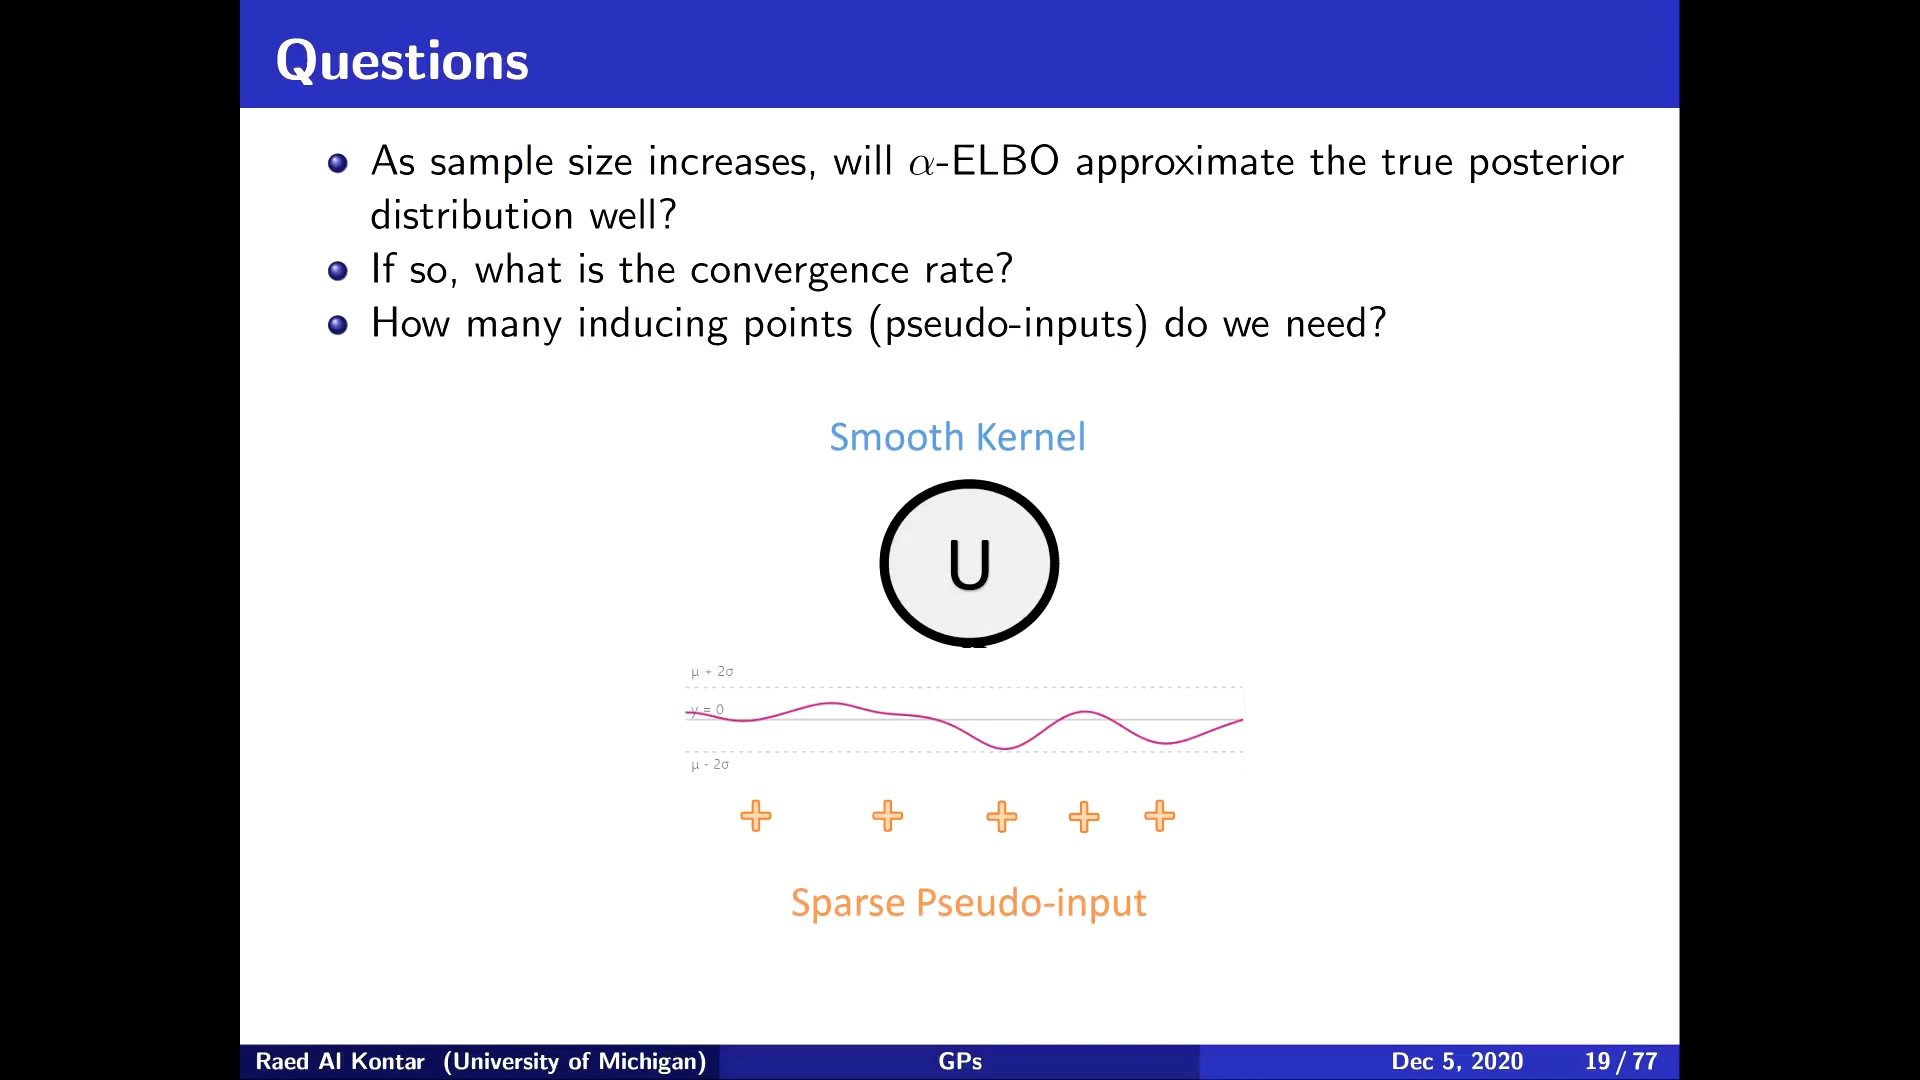 Questions
As sample size increases, will α-ELBO approximate the true posterior
distribution well?
If so, what is the convergence rate?
How many inducing points (pseudo-inputs) do we need?
Smooth Kernel
U
μ + 2σ
y = 0
μ - 2σ
Sparse Pseudo-input
Raed Al Kontar (University of Michigan) GPs Dec 5, 2020 19 / 77